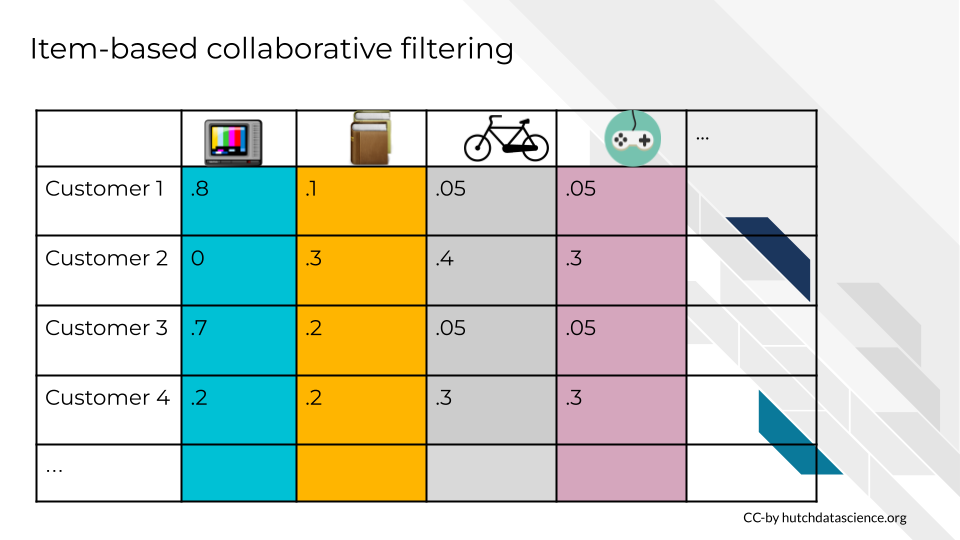 Item-based collaborative filtering
...
Customer 1 .8 .1 .05 .05
Customer 2 0 .3 .4 .3
Customer 3 .7 .2 .05 .05
Customer 4 .2 .2 .3 .3
...
CC-by hutchdatascience.org